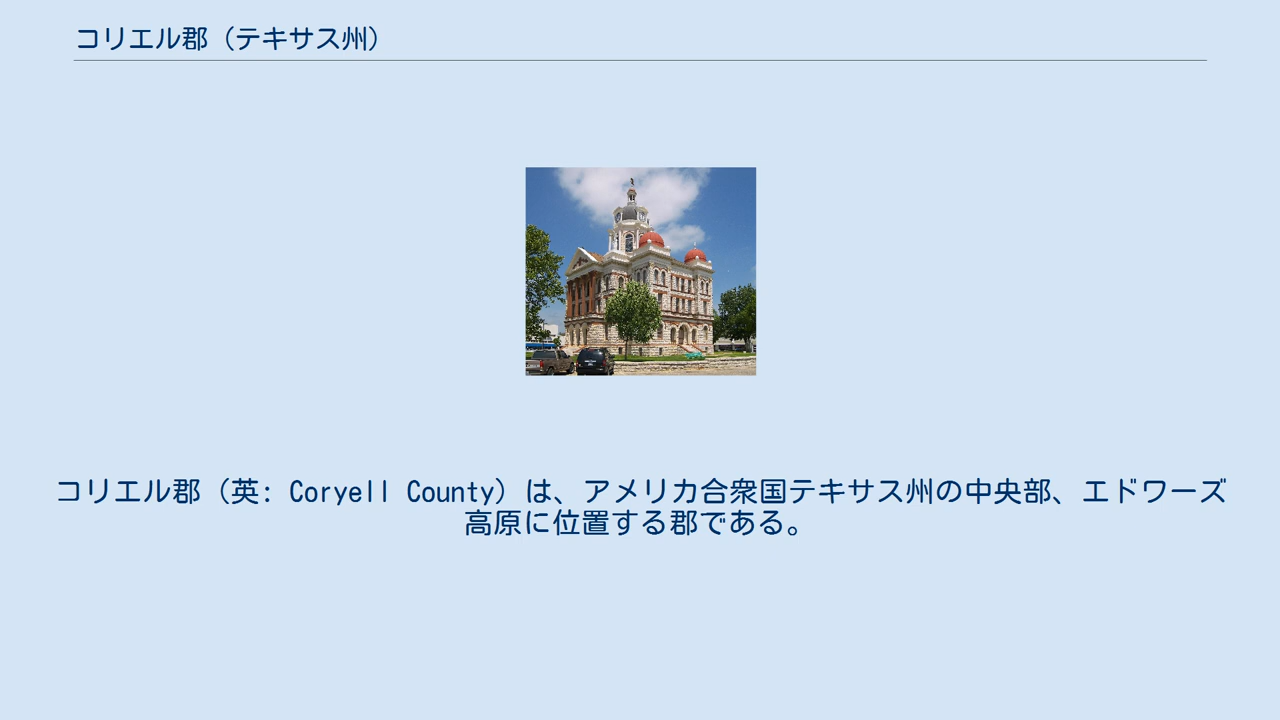 コリエル郡（テキサス州）
コリエル郡（英: Coryell County）は、アメリカ合衆国テキサス州の中央部、エドワーズ
高原に位置する郡である。